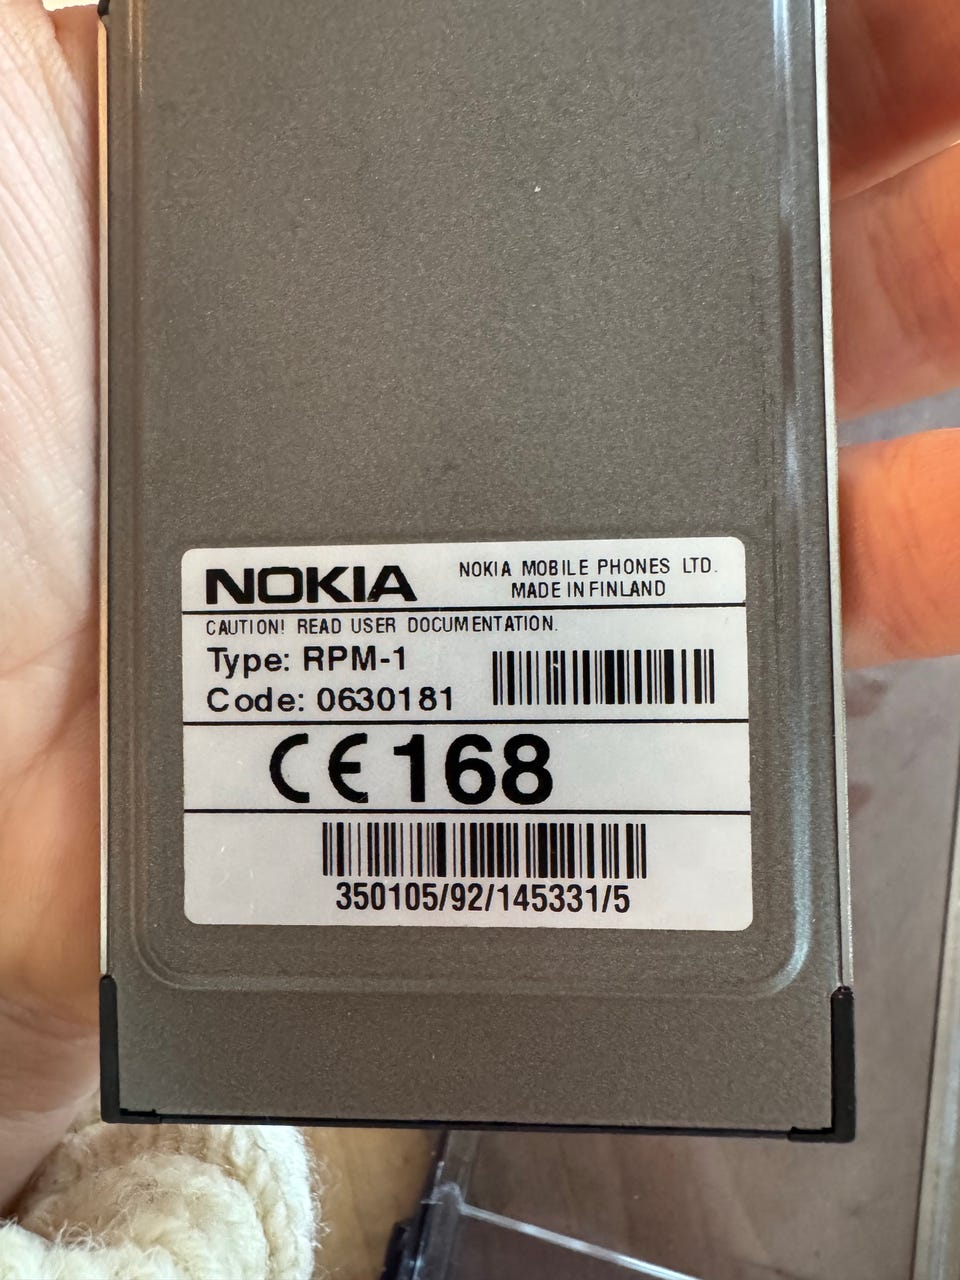 NOKIA
NOKIA MOBILE PHONES LTD.
MADE IN FINLAND
CAUTION! READ USER DOCUMENTATION.
Type: RPM-1
Code: 0630181
CE 168
350105/92/145331/5